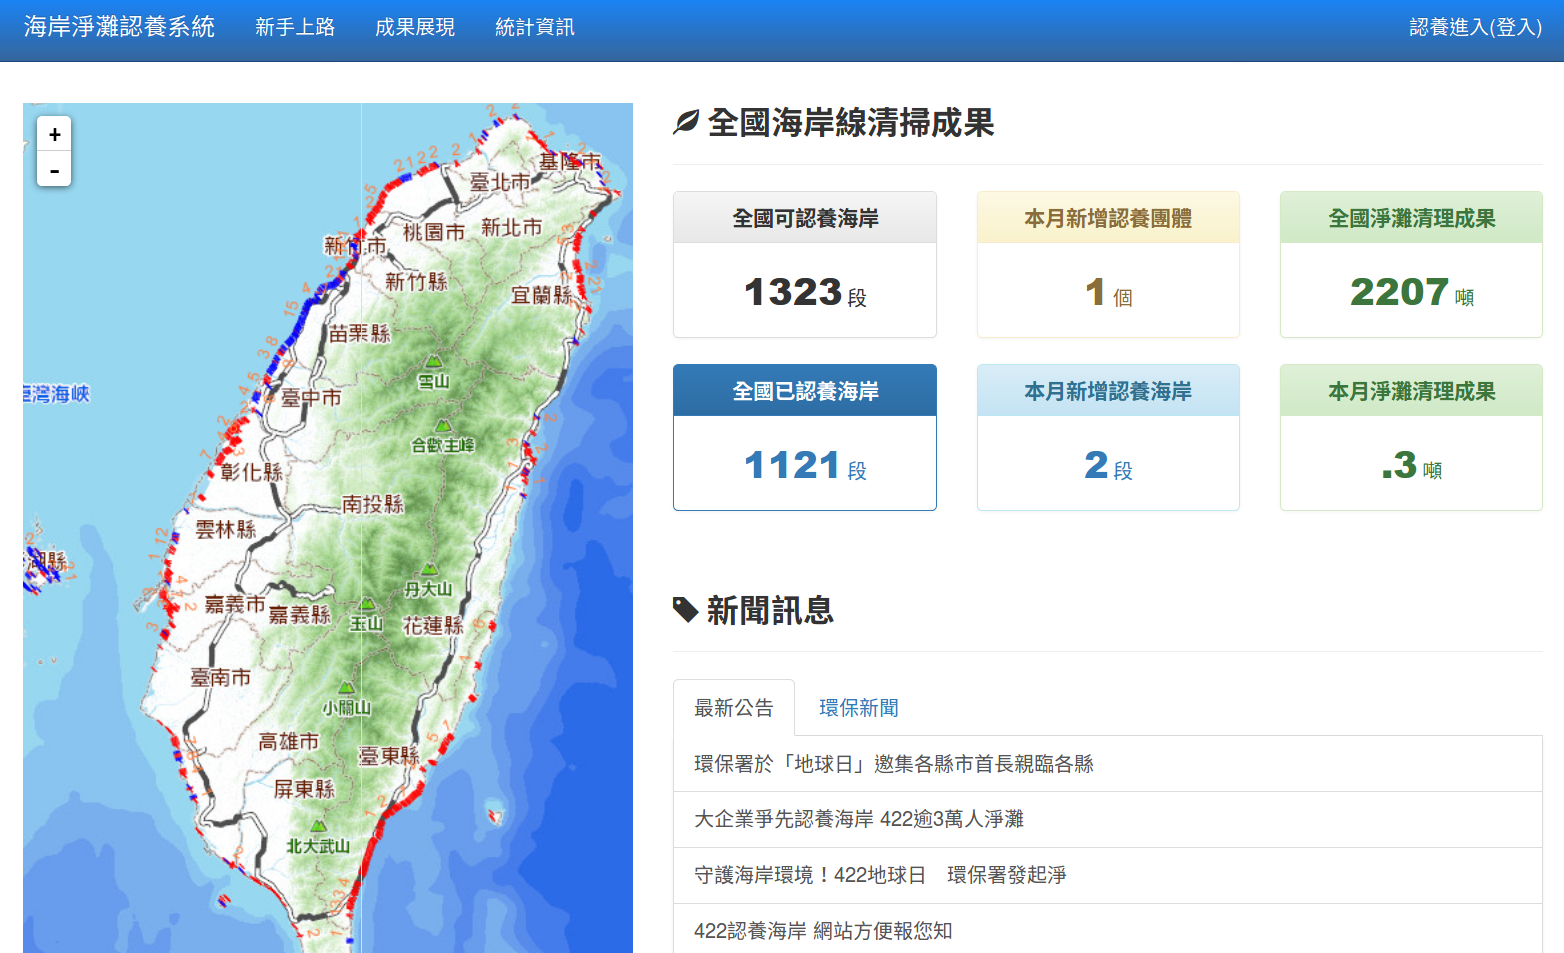 海岸淨灘認養系統 新手上路 成果展現 統計資訊 認養進入(登入)
+
-
基隆市
臺北市
新北市
桃園市
新竹市
新竹縣
宜蘭縣
苗栗縣
雪山
臺灣海峽
臺中市
合歡主峰
彰化縣
南投縣
雲林縣
湖縣
丹大山
嘉義市
嘉義縣
玉山
花蓮縣
臺南市
小關山
高雄市
臺東縣
屏東縣
北大武山
全國海岸線清掃成果
全國可認養海岸
1323 段
本月新增認養團體
1 個
全國淨灘清理成果
2207 噸
全國已認養海岸
1121 段
本月新增認養海岸
2 段
本月淨灘清理成果
.3 噸
新聞訊息
最新公告 環保新聞
環保署於「地球日」邀集各縣市首長親臨各縣
大企業爭先認養海岸 422逾3萬人淨灘
守護海岸環境！422地球日　環保署發起淨
422認養海岸 網站方便報您知